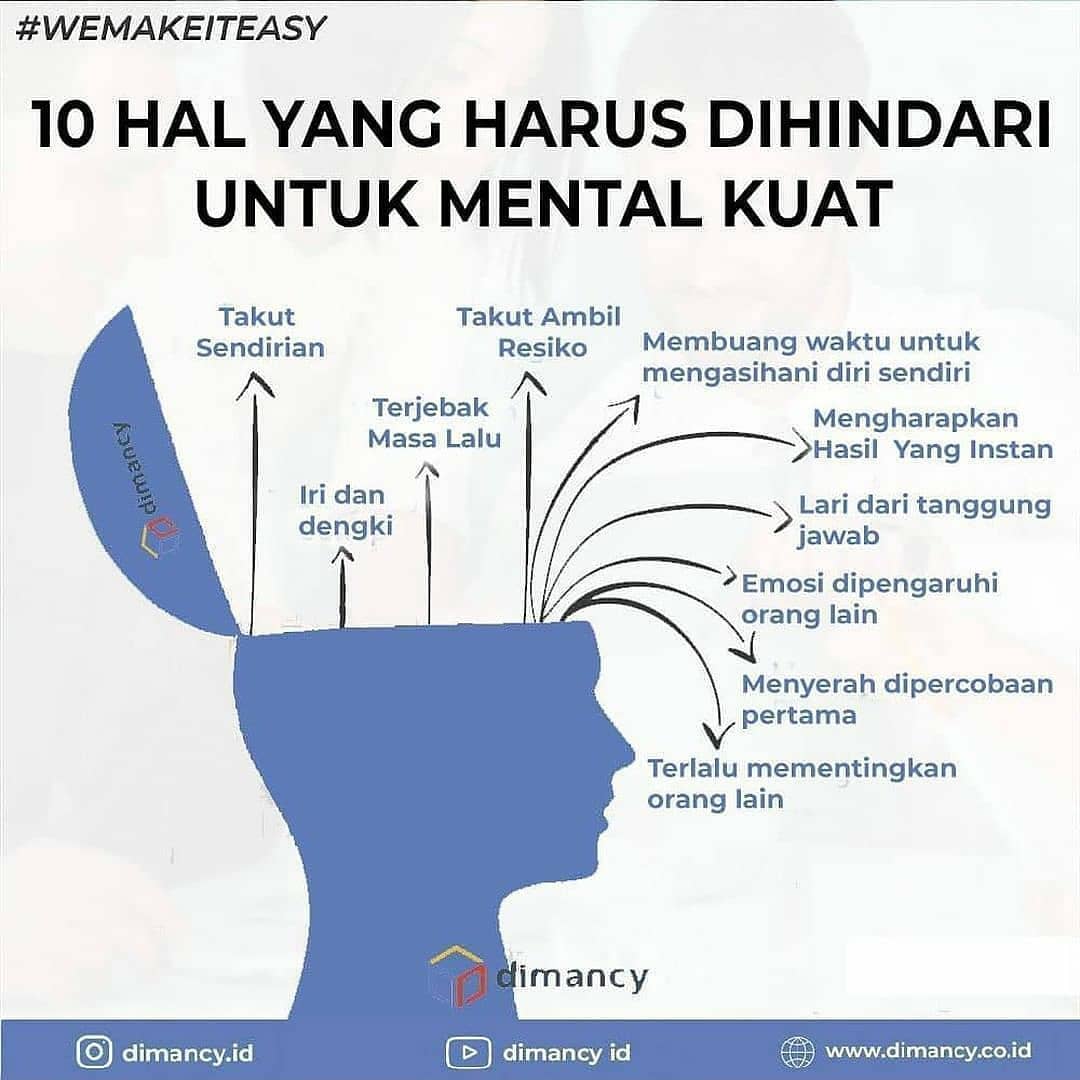 #WEMAKEITEASY
10 HAL YANG HARUS DIHINDARI
UNTUK MENTAL KUAT
Takut
Sendirian
Iri dan
dengki
Terjebak
Masa Lalu
Takut Ambil
Resiko
Membuang waktu untuk
mengasihani diri sendiri
Mengharapkan
Hasil Yang Instan
Lari dari tanggung
jawab
Emosi dipengaruhi
orang lain
Menyerah dipercobaan
pertama
Terlalu mementingkan
orang lain
dimancy
dimancy
dimancy.id
dimancy id
www.dimancy.co.id